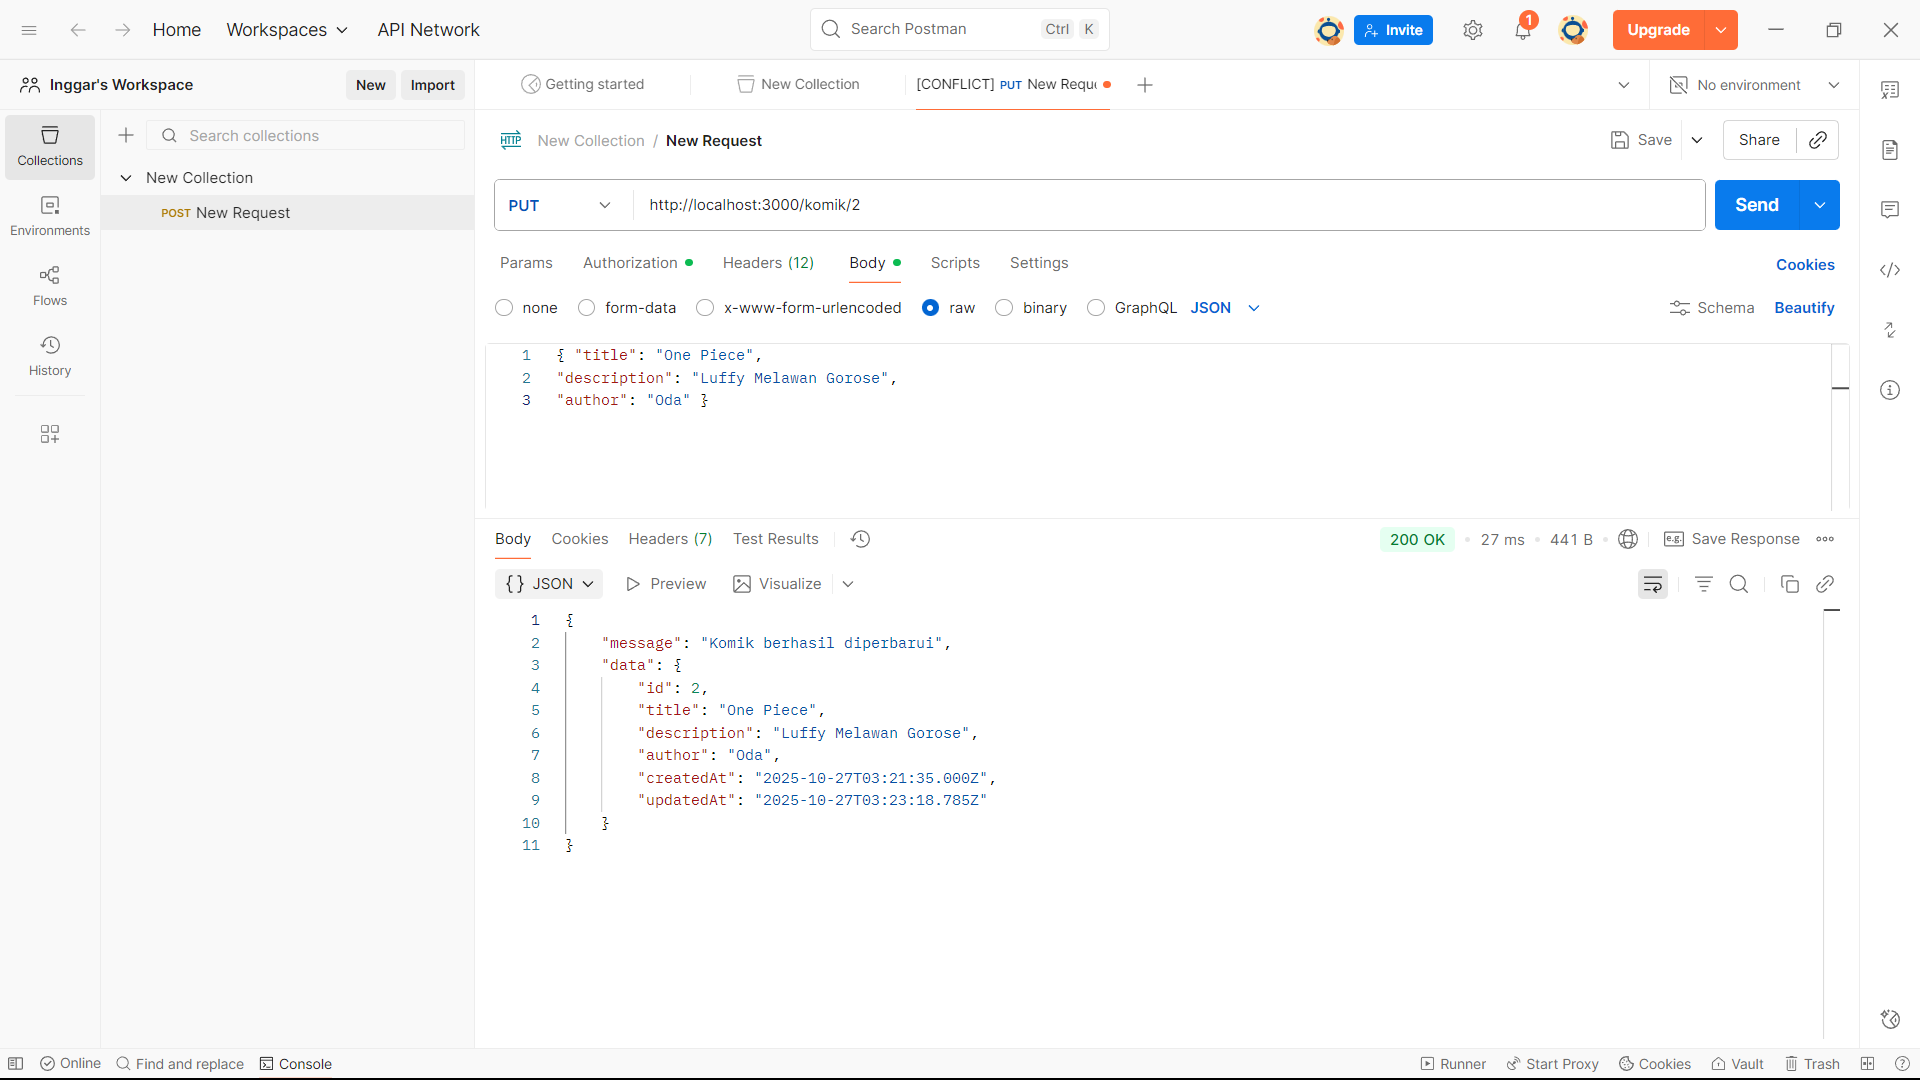 Home Workspaces API Network Search Postman Ctrl K Invite 1 Upgrade
Inggar's Workspace New Import Getting started New Collection [CONFLICT] PUT New Requ No environment
Collections
Environments
Flows
History
Search collections
New Collection
POST New Request
HTTP New Collection / New Request Save Share
PUT http://localhost:3000/komik/2 Send
Params Authorization Headers (12) Body Scripts Settings Cookies
none form-data x-www-form-urlencoded raw binary GraphQL JSON Schema Beautify
1 { "title": "One Piece",
2 "description": "Luffy Melawan Gorose",
3 "author": "Oda" }
Body Cookies Headers (7) Test Results 200 OK 27 ms 441 B e.g. Save Response
{} JSON Preview Visualize
1 {
2 "message": "Komik berhasil diperbarui",
3 "data": {
4 "id": 2,
5 "title": "One Piece",
6 "description": "Luffy Melawan Gorose",
7 "author": "Oda",
8 "createdAt": "2025-10-27T03:21:35.000Z",
9 "updatedAt": "2025-10-27T03:23:18.785Z"
10 }
11 }
Online Find and replace Console Runner Start Proxy Cookies Vault Trash